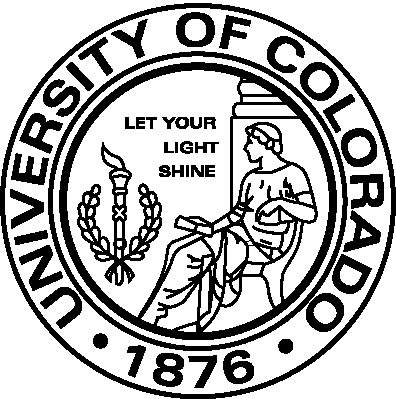 UNIVERSITY OF COLORADO
LET YOUR
LIGHT
SHINE
• 1876 •